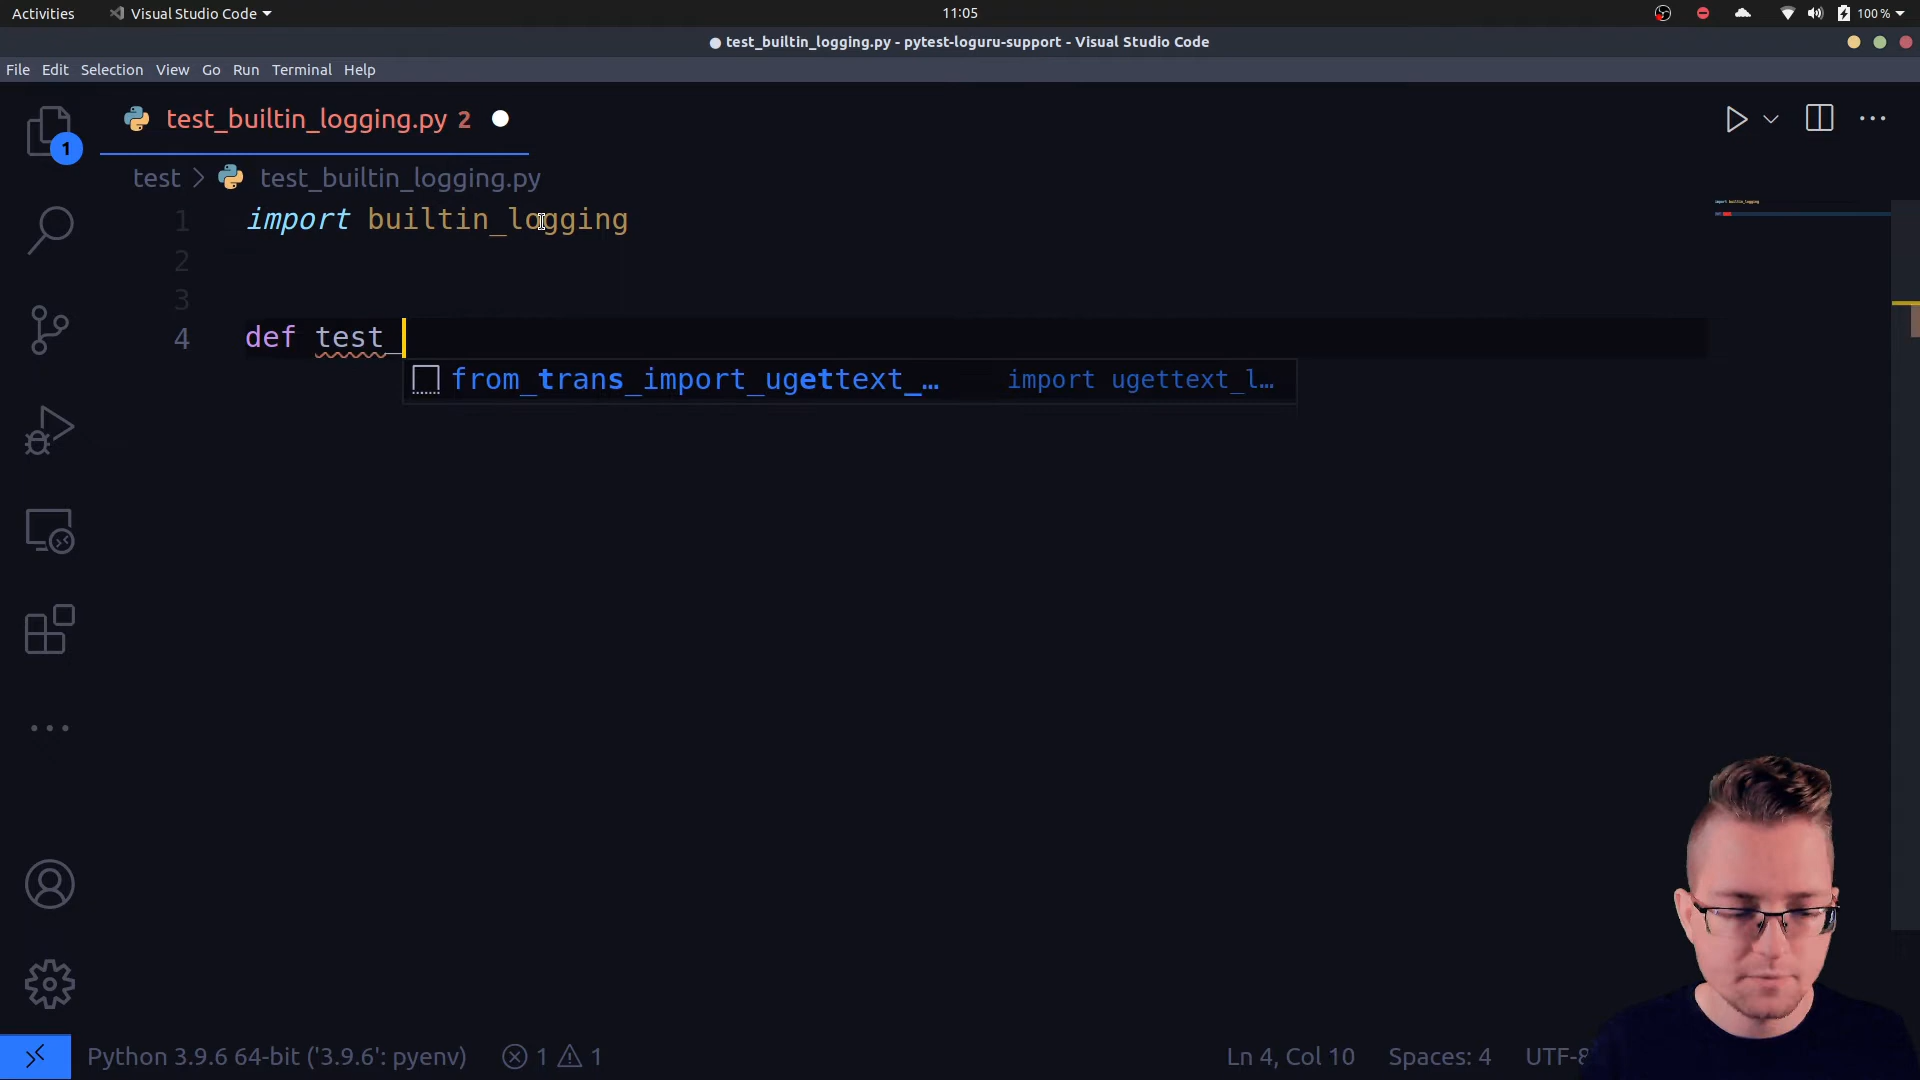 Activities Visual Studio Code 11:05 100 %
● test_builtin_logging.py - pytest-loguru-support - Visual Studio Code
File Edit Selection View Go Run Terminal Help
test_builtin_logging.py 2
1
test > test_builtin_logging.py
1 import builtin_logging
2
3
4 def test_
from_trans_import_ugettext_… import ugettext_l…
Python 3.9.6 64-bit ('3.9.6': pyenv) 1 1 Ln 4, Col 10 Spaces: 4 UTF-8